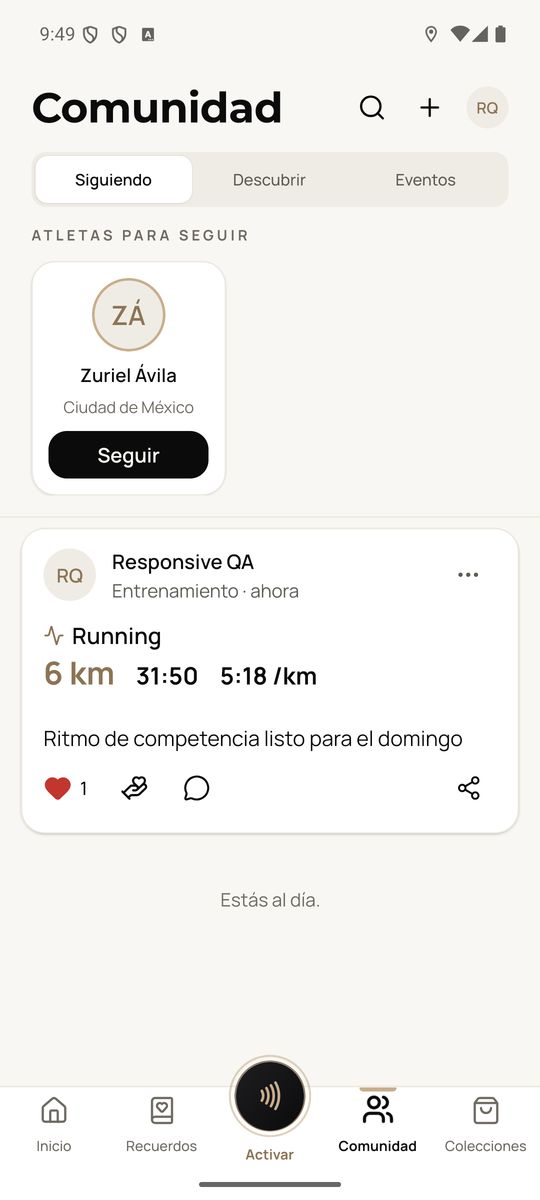 9:49
A
Comunidad
RQ
Siguiendo
Descubrir
Eventos
ATLETAS PARA SEGUIR
ZÁ
Zuriel Ávila
Ciudad de México
Seguir
RQ
Responsive QA
Entrenamiento · ahora
Running
6 km 31:50 5:18 /km
Ritmo de competencia listo para el domingo
1
Estás al día.
Inicio
Recuerdos
Activar
Comunidad
Colecciones